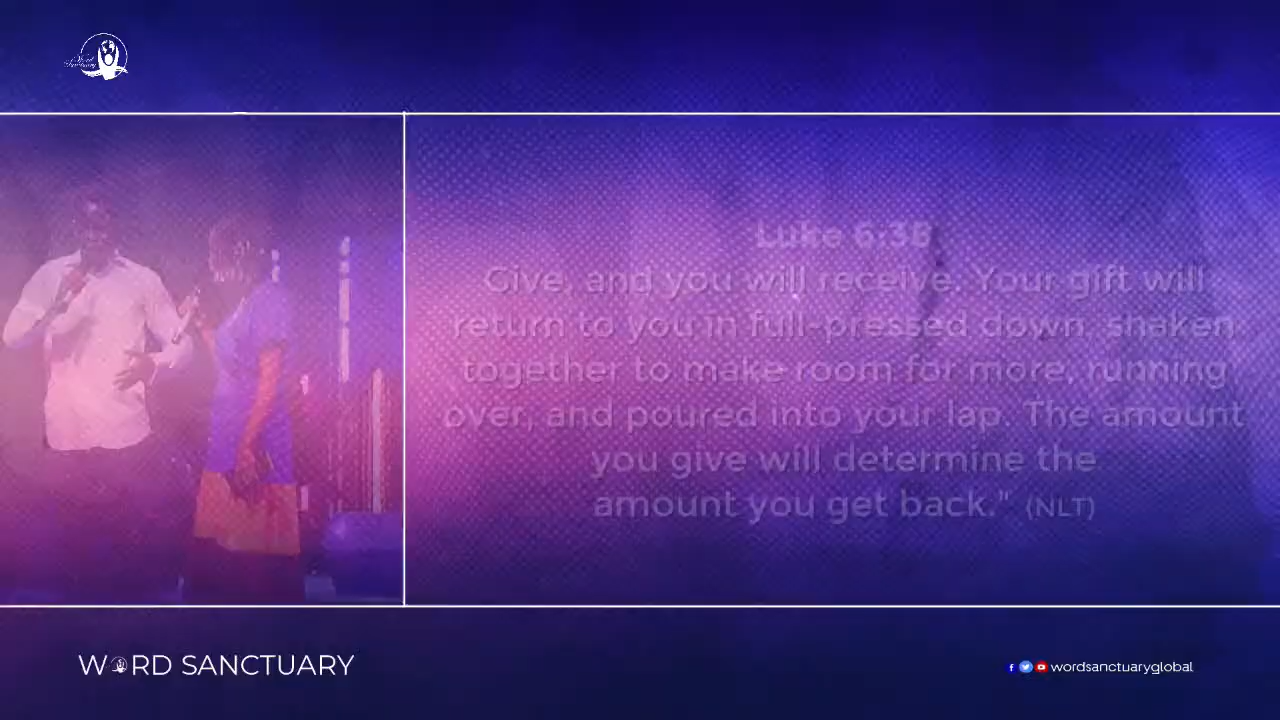 Word
Sanctuary
Luke 6:38
Give, and you will receive. Your gift will
return to you in full-pressed down, shaken
together to make room for more, running
over, and poured into your lap. The amount
you give will determine the
amount you get back." (NLT)
WORD SANCTUARY
wordsanctuaryglobal